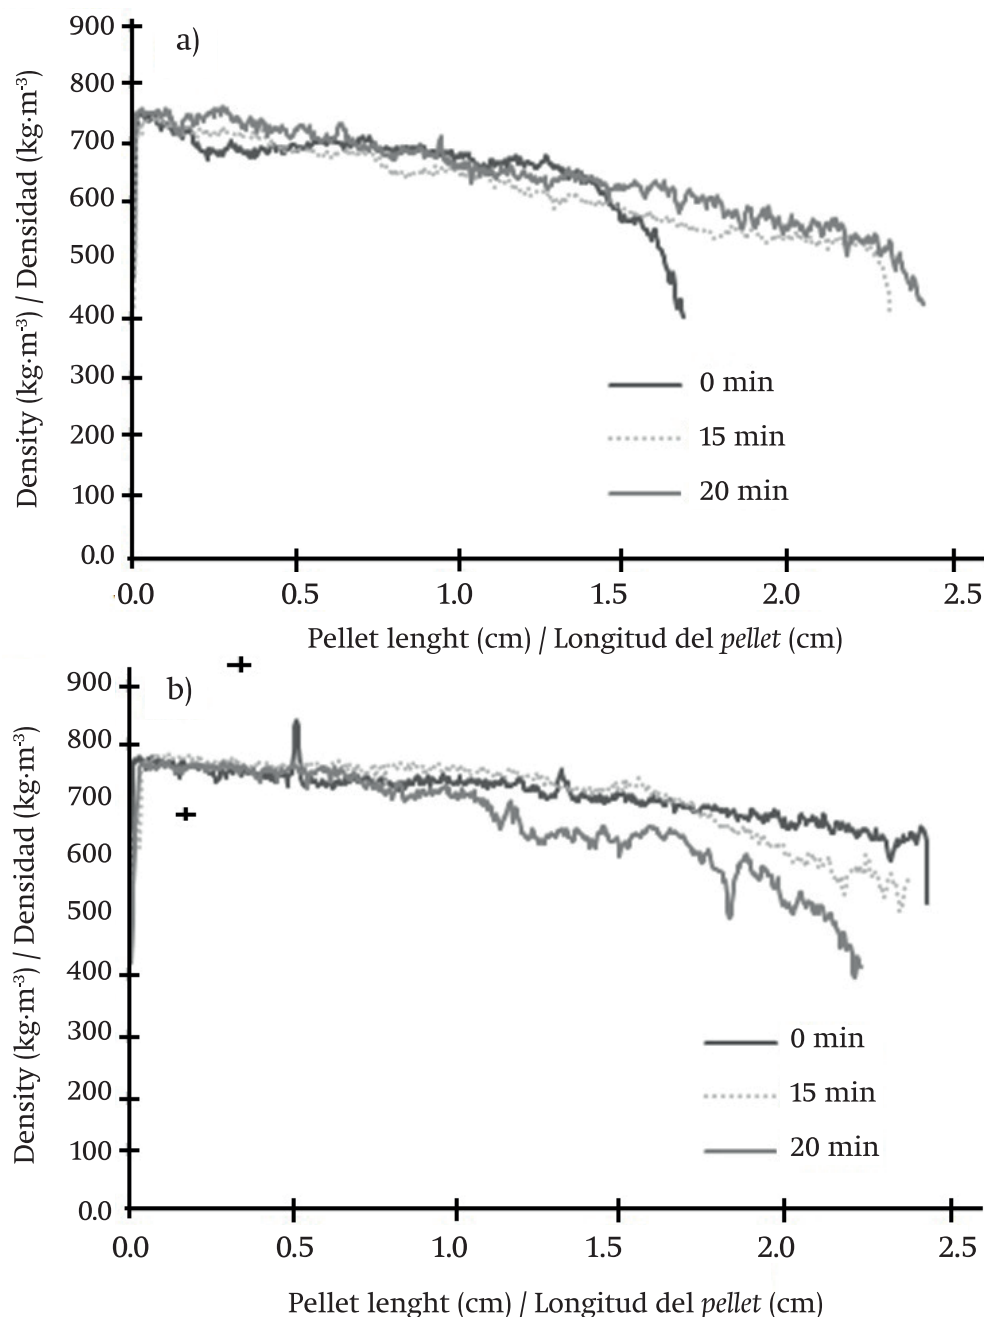 a)
Density (kg·m⁻³) / Densidad (kg·m⁻³)
900
800
700
600
500
400
300
200
100
0.0
0 min
15 min
20 min
0.0 0.5 1.0 1.5 2.0 2.5
Pellet lenght (cm) / Longitud del pellet (cm)
b)
Density (kg·m⁻³) / Densidad (kg·m⁻³)
900
800
700
600
500
400
300
200
100
0.0
0 min
15 min
20 min
0.0 0.5 1.0 1.5 2.0 2.5
Pellet lenght (cm) / Longitud del pellet (cm)